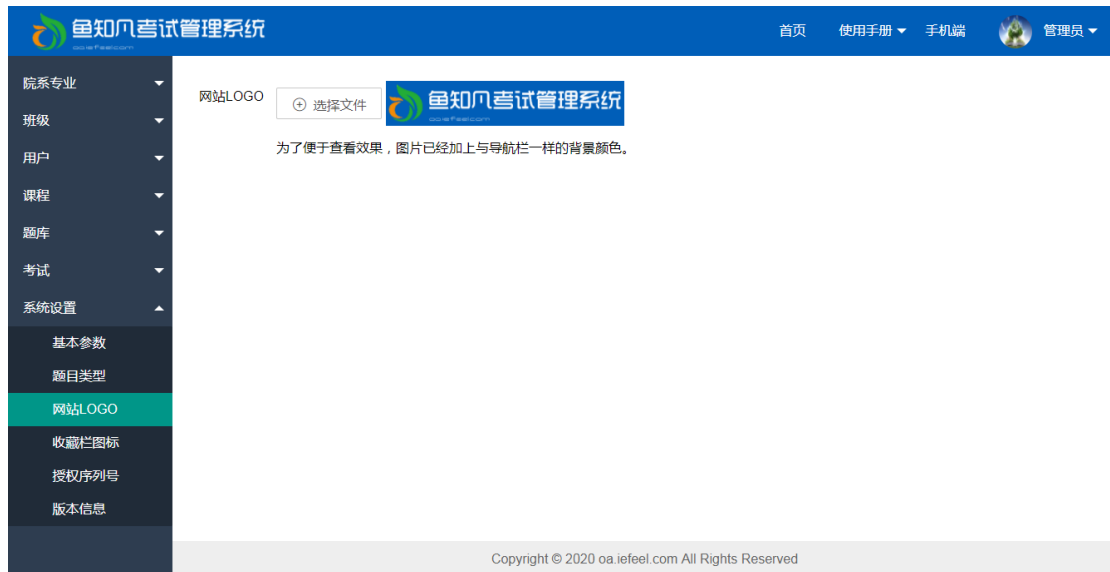 鱼知凡考试管理系统
oa.iefeel.com
首页 使用手册 手机端 管理员
院系专业
班级
用户
课程
题库
考试
系统设置
基本参数
题目类型
网站LOGO
收藏栏图标
授权序列号
版本信息
网站LOGO 选择文件 鱼知凡考试管理系统
oa.iefeel.com
为了便于查看效果，图片已经加上与导航栏一样的背景颜色。
Copyright © 2020 oa.iefeel.com All Rights Reserved